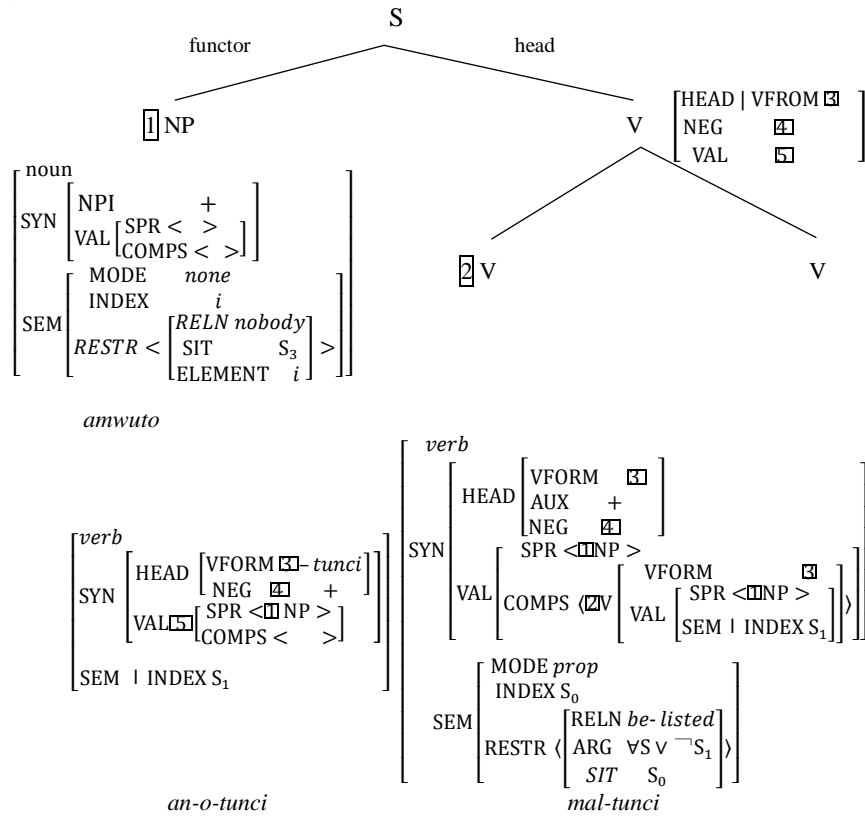 S
functor head
1 NP V
HEAD | VFROM 3
NEG 4
VAL 5
noun
SYN NPI +
VAL SPR < >
COMPS < >
SEM MODE none
INDEX i
RESTR < RELN nobody
SIT S₃
ELEMENT i >
2 V V
amwuto
verb
SYN HEAD VFORM 3 – tunci
NEG 4 +
VAL 5 SPR < 1 NP >
COMPS < >
SEM | INDEX S₁
an-o-tunci
verb
SYN HEAD VFORM 3
AUX +
NEG 4
VAL SPR < 1 NP >
COMPS ⟨ 2 V VFORM 3
VAL SPR < 1 NP >
SEM | INDEX S₁ ⟩
SEM MODE prop
INDEX S₀
RESTR ⟨ RELN be- listed
ARG ∀S ∨ ¬S₁
SIT S₀ ⟩
mal-tunci